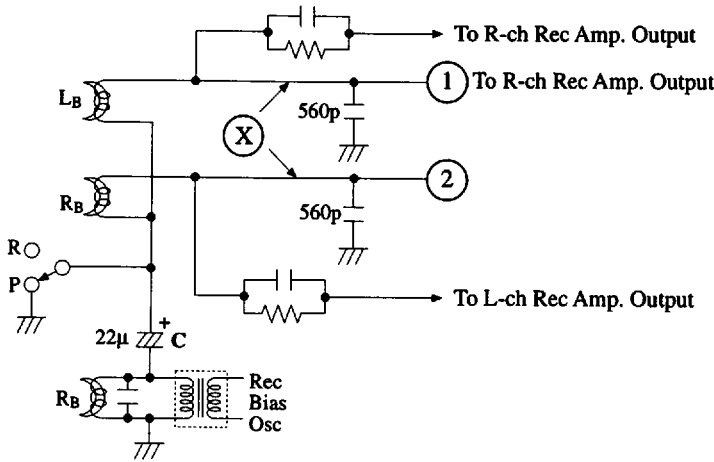 To R-ch Rec Amp. Output
1 To R-ch Rec Amp. Output
L_B
560p
X
2
R_B
560p
R
P
To L-ch Rec Amp. Output
22μ + C
Rec
R_B Bias
Osc